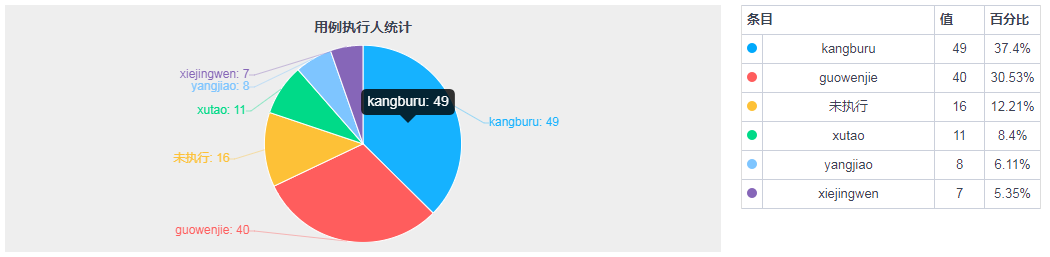 用例执行人统计
xiejingwen: 7
yangjiao: 8
xutao: 11
未执行: 16
guowenjie: 40
kangburu: 49
kangburu: 49
条目 值 百分比
kangburu 49 37.4%
guowenjie 40 30.53%
未执行 16 12.21%
xutao 11 8.4%
yangjiao 8 6.11%
xiejingwen 7 5.35%